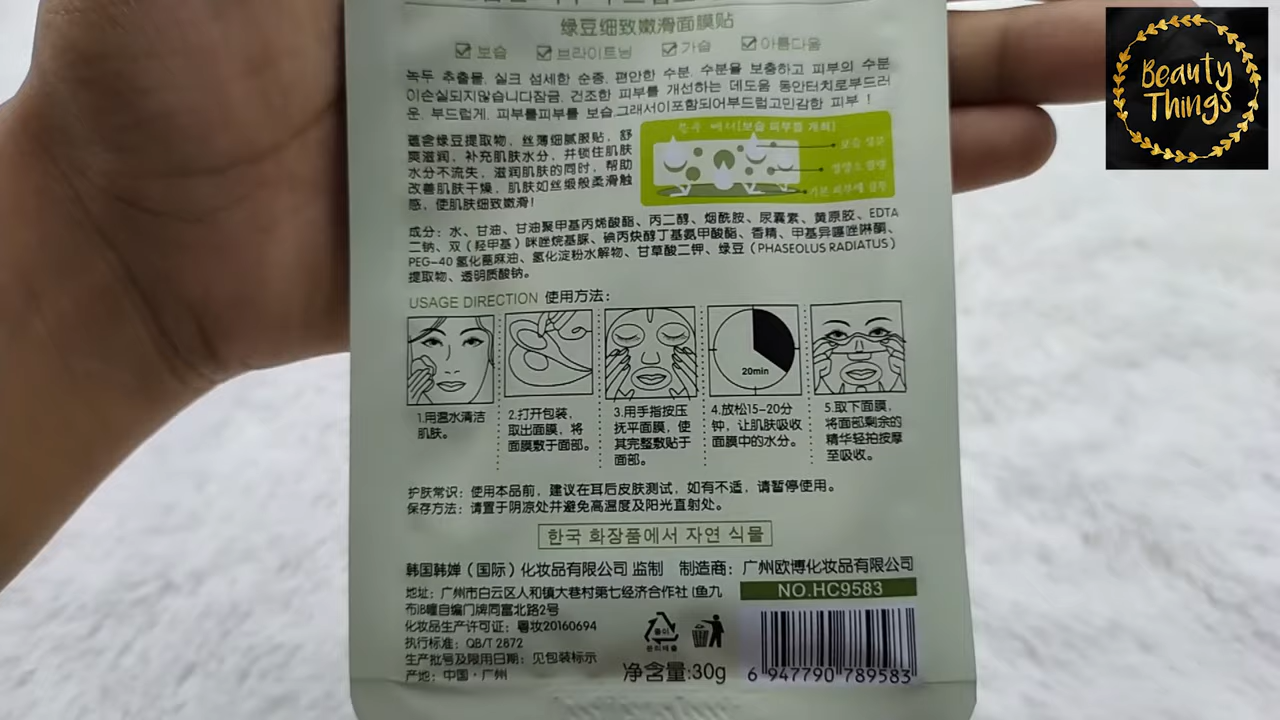 绿豆细致嫩滑面膜贴
보습 브라이트닝 가습 아름다움
녹두 추출물, 실크 섬세한 순종, 편안한 수분, 수분을 보충하고 피부의 수분
이손실되지않습니다잠금, 건조한 피부를 개선하는 데도움 동안터치로부드러
운, 부드럽게, 피부를피부를 보습,그래서이포함되어부드럽고민감한 피부 !
蕴含绿豆提取物，丝薄细腻服贴，舒
爽滋润，补充肌肤水分，并锁住肌肤
水分不流失，滋润肌肤的同时，帮助
改善肌肤干燥，肌肤如丝缎般柔滑触
感，使肌肤细致嫩滑!
보습 성분
成分：水、甘油、甘油聚甲基丙烯酸酯、丙二醇、烟酰胺、尿囊素、黄原胶、EDTA
二钠、双（羟甲基）咪唑烷基脲、碘丙炔醇丁基氨甲酸酯、香精、甲基异噻唑啉酮、
PEG-40 氢化蓖麻油、氢化淀粉水解物、甘草酸二钾、绿豆（PHASEOLUS RADIATUS）
提取物、透明质酸钠。
USAGE DIRECTION 使用方法：
20min
1.用温水清洁
肌肤。
2.打开包装，
取出面膜，将
面膜敷于面部。
3.用手指按压
抚平面膜，使
其完整敷贴于
面部。
4.放松15-20分
钟，让肌肤吸收
面膜中的水分。
5.取下面膜，
将面部剩余的
精华轻拍按摩
至吸收。
护肤常识：使用本品前，建议在耳后皮肤测试，如有不适，请暂停使用。
保存方法：请置于阴凉处并避免高温度及阳光直射处。
한국 화장품에서 자연 식물
韩国韩婵（国际）化妆品有限公司 监制 制造商：广州欧博化妆品有限公司
地址：广州市白云区人和镇大巷村第七经济合作社(鱼九
布)B幢自编门牌同富北路2号
化妆品生产许可证：粤妆20160694
执行标准：QB/T 2872
生产批号及限用日期：见包装标示
产地：中国·广州
净含量:30g
NO.HC9583
6 947790 789583
Beauty
Things